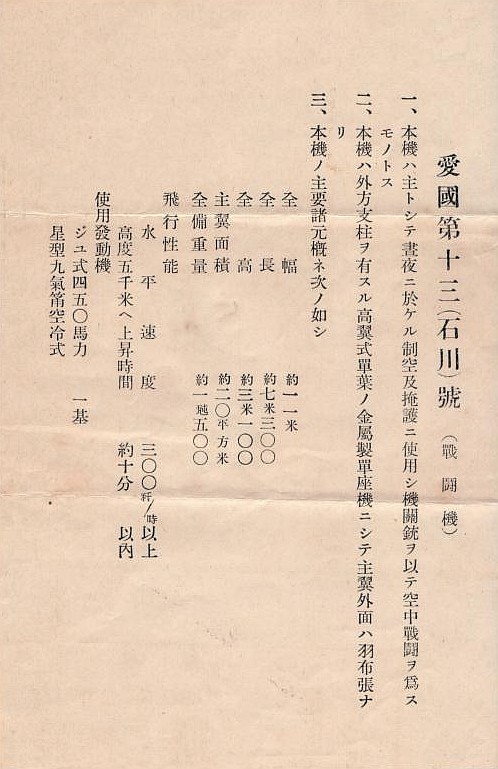 愛國第十三(石川)號（戰鬪機）
一、本機ハ主トシテ晝夜ニ於ケル制空及掩護ニ使用シ機關銃ヲ以テ空中戰鬪ヲ爲ス
モノトス
二、本機ハ外方支柱ヲ有スル高翼式單葉ノ金屬製單座機ニシテ主翼外面ハ羽布張ナ
リ
三、本機ノ主要諸元概ネ次ノ如シ
全幅 約一一米
全長 約七米三〇〇
全高 約三米一〇〇
主翼面積 約二〇平方米
全備重量 約一瓲五〇〇
飛行性能
水平速度 三〇〇粁/時以上
高度五千米ヘ上昇時間 約十分以內
使用發動機
ジユ式四五〇馬力 一基
星型九氣筩空冷式